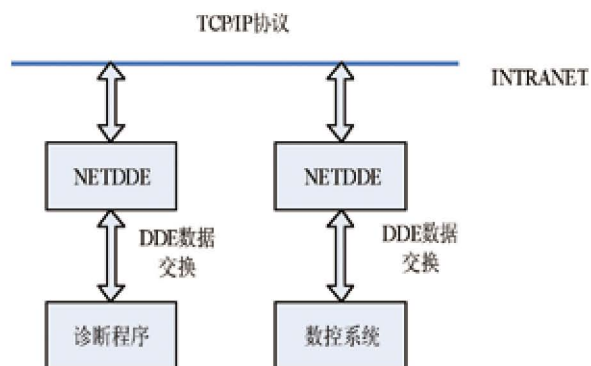 TCP/IP协议
INTRANET
NETDDE
NETDDE
DDE数据
交换
DDE数据
交换
诊断程序
数控系统